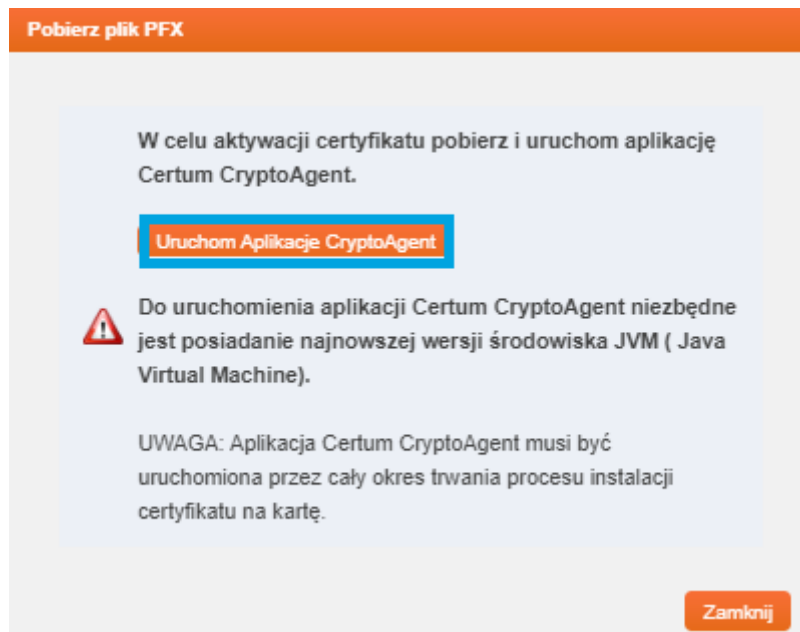 Pobierz plik PFX
W celu aktywacji certyfikatu pobierz i uruchom aplikację
Certum CryptoAgent.
Uruchom Aplikacje CryptoAgent
Do uruchomienia aplikacji Certum CryptoAgent niezbędne
jest posiadanie najnowszej wersji środowiska JVM ( Java
Virtual Machine).
UWAGA: Aplikacja Certum CryptoAgent musi być
uruchomiona przez cały okres trwania procesu instalacji
certyfikatu na kartę.
Zamknij